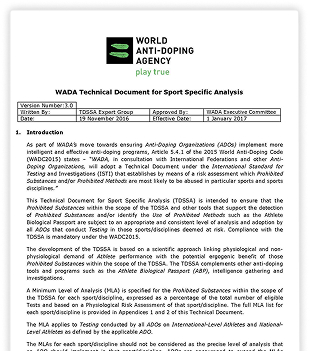 WORLD
ANTI-DOPING
AGENCY
play true
WADA Technical Document for Sport Specific Analysis
Version Number:3.0
Written By: TDSSA Expert Group Approved By: WADA Executive Committee
Date: 19 November 2016 Effective Date: 1 January 2017
1. Introduction
As part of WADA's move towards ensuring Anti-Doping Organizations (ADOs) implement more
intelligent and effective anti-doping programs, Article 5.4.1 of the 2015 World Anti-Doping Code
(WADC2015) states – "WADA, in consultation with International Federations and other Anti-
Doping Organizations, will adopt a Technical Document under the International Standard for
Testing and Investigations (IST) that establishes by means of a risk assessment which Prohibited
Substances and/or Prohibited Methods are most likely to be abused in particular sports and sports
disciplines."
This Technical Document for Sport Specific Analysis (TDSSA) is intended to ensure that the
Prohibited Substances within the scope of the TDSSA and other tools that support the detection
of Prohibited Substances and/or identify the Use of Prohibited Methods such as the Athlete
Biological Passport are subject to an appropriate and consistent level of analysis and adoption by
all ADOs that conduct Testing in those sports/disciplines deemed at risk. Compliance with the
TDSSA is mandatory under the WADC2015.
The development of the TDSSA is based on a scientific approach linking physiological and non-
physiological demand of Athlete performance with the potential ergogenic benefit of those
Prohibited Substances within the scope of the TDSSA. The TDSSA complements other anti-doping
tools and programs such as the Athlete Biological Passport (ABP), intelligence gathering and
investigations.
A Minimum Level of Analysis (MLA) is specified for the Prohibited Substances within the scope of
the TDSSA for each sport/discipline, expressed as a percentage of the total number of eligible
Tests and based on a Physiological Risk Assessment of that sport/discipline. The full MLA list for
each sport/discipline is provided in Appendices 1 and 2 of this Technical Document.
The MLA applies to Testing conducted by all ADOs on International-Level Athletes and National-
Level Athletes as defined by the applicable ADO.
The MLAs for each sport/discipline should not be considered as the precise level of analysis that